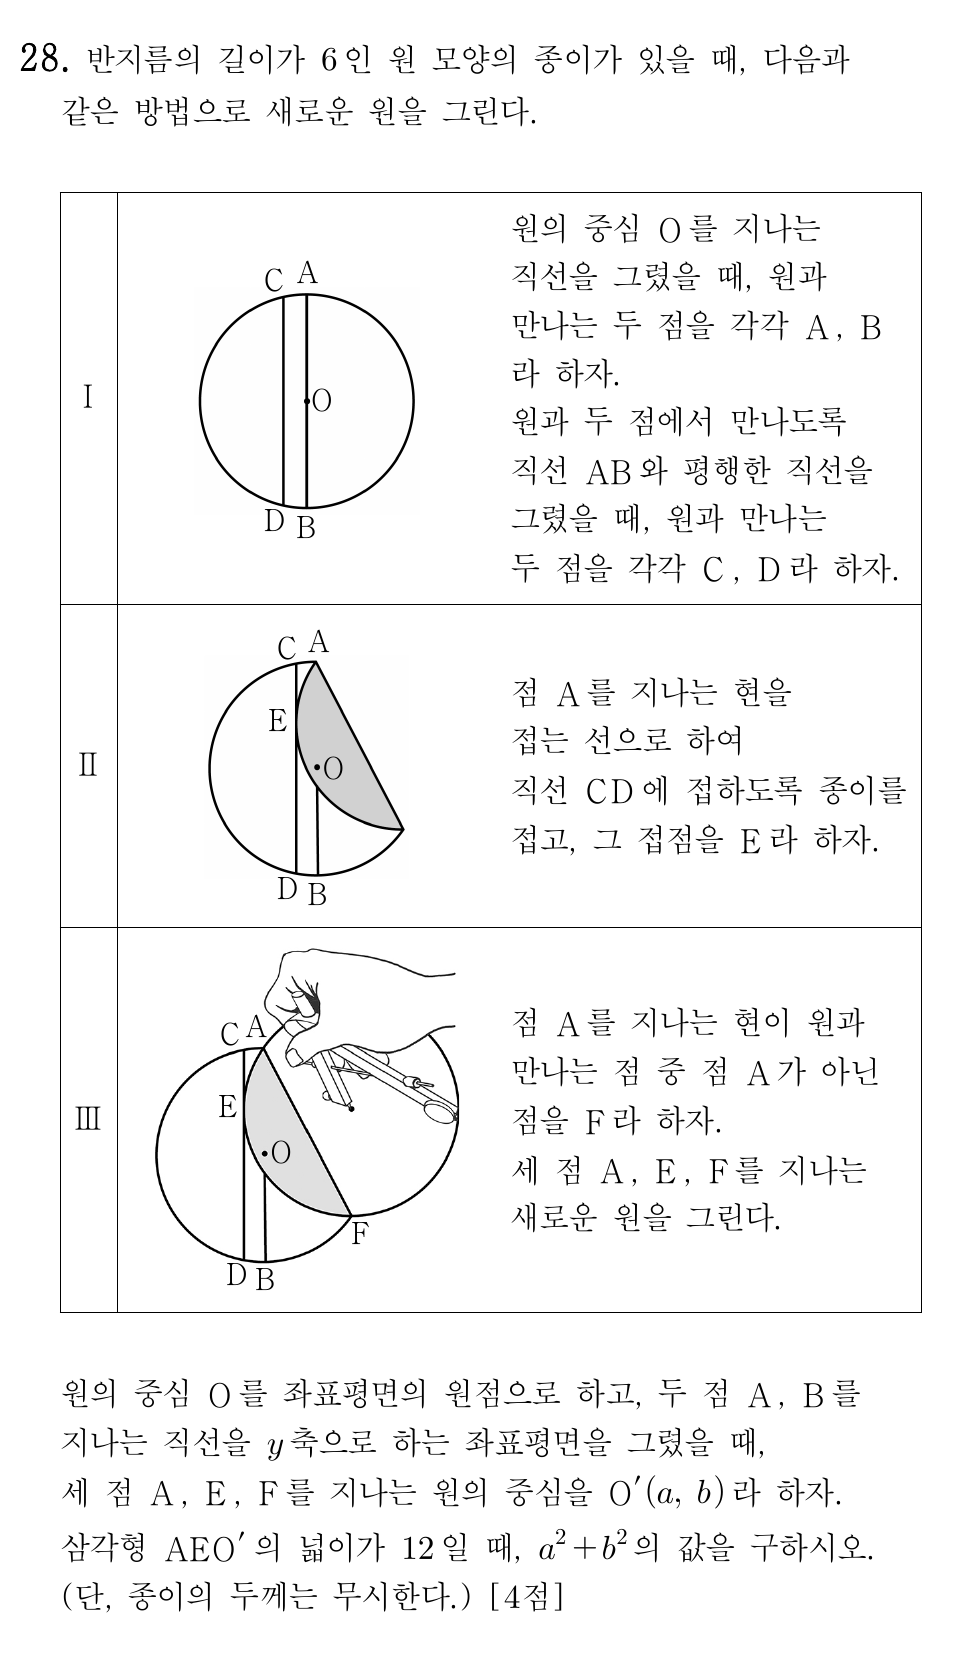 28. 반지름의 길이가 6인 원 모양의 종이가 있을 때, 다음과
같은 방법으로 새로운 원을 그린다.
Ⅰ
C A
O
D B
원의 중심 O를 지나는
직선을 그렸을 때, 원과
만나는 두 점을 각각 A, B
라 하자.
원과 두 점에서 만나도록
직선 AB와 평행한 직선을
그렸을 때, 원과 만나는
두 점을 각각 C, D라 하자.
Ⅱ
C A
E
O
D B
점 A를 지나는 현을
접는 선으로 하여
직선 CD에 접하도록 종이를
접고, 그 접점을 E라 하자.
Ⅲ
C A
E
O
F
D B
점 A를 지나는 현이 원과
만나는 점 중 점 A가 아닌
점을 F라 하자.
세 점 A, E, F를 지나는
새로운 원을 그린다.
원의 중심 O를 좌표평면의 원점으로 하고, 두 점 A, B를
지나는 직선을 y축으로 하는 좌표평면을 그렸을 때,
세 점 A, E, F를 지나는 원의 중심을 O′(a, b)라 하자.
삼각형 AEO′의 넓이가 12일 때, a²+b²의 값을 구하시오.
(단, 종이의 두께는 무시한다.) [4점]